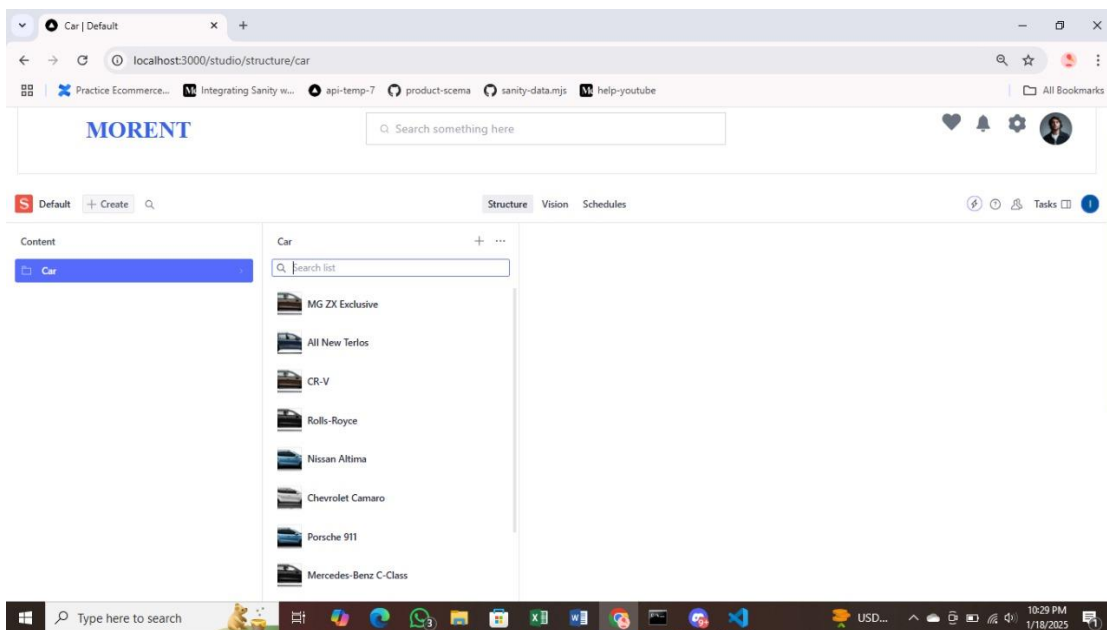 Car | Default
localhost:3000/studio/structure/car
Practice Ecommerce... Integrating Sanity w... api-temp-7 product-scema sanity-data.mjs help-youtube All Bookmarks
MORENT Search something here
S Default + Create Structure Vision Schedules Tasks I
Content Car
Car Search list
MG ZX Exclusive
All New Terlos
CR-V
Rolls-Royce
Nissan Altima
Chevrolet Camaro
Porsche 911
Mercedes-Benz C-Class
Type here to search 3 USD... 10:29 PM
1/18/2025